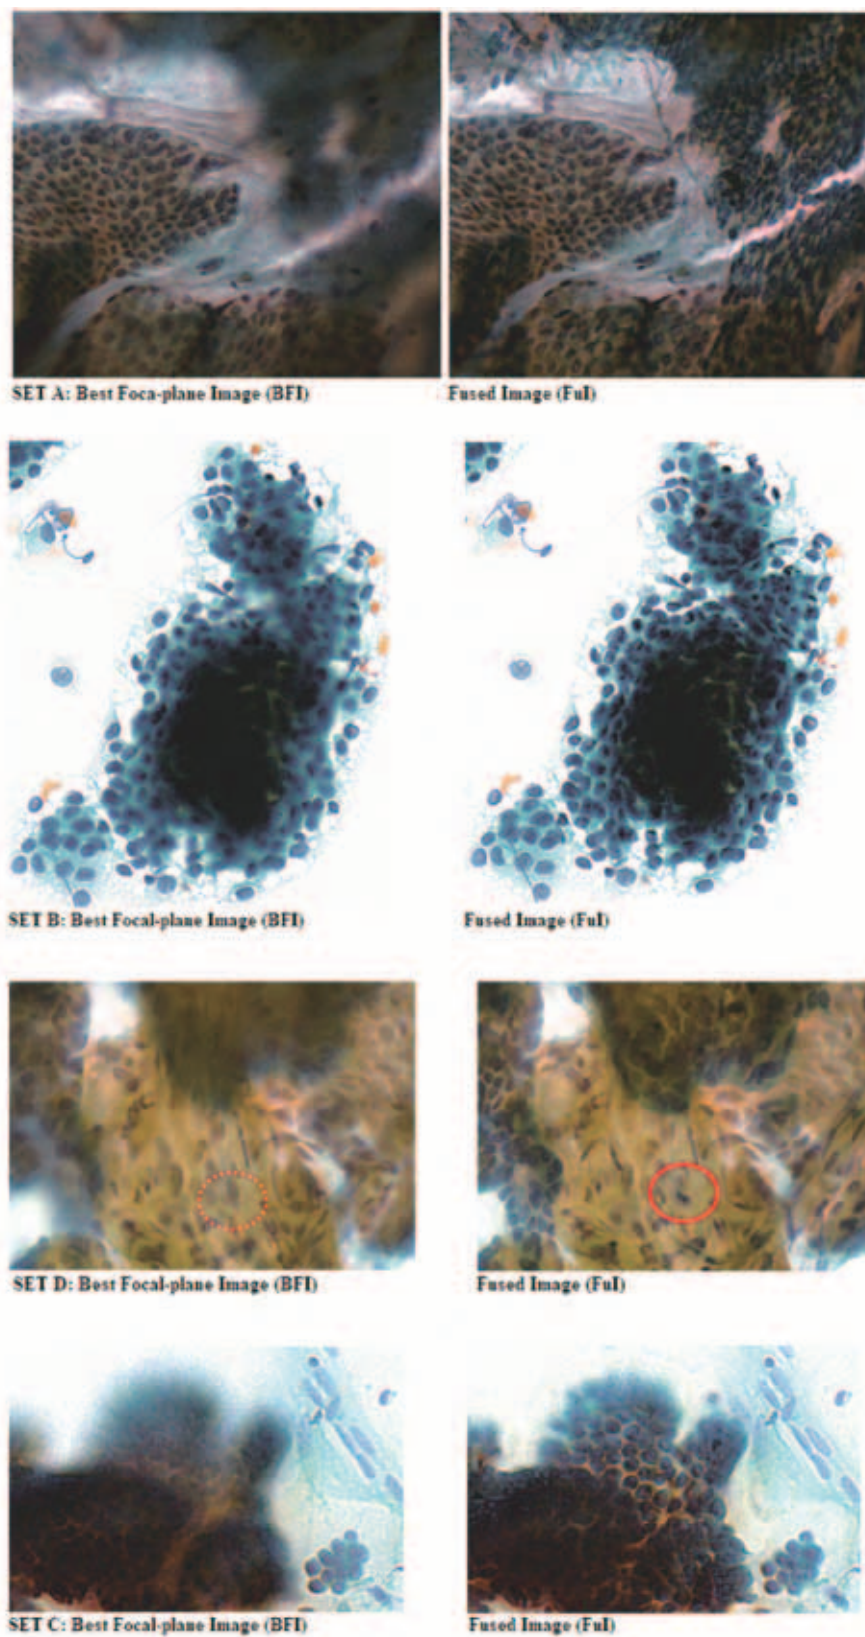 SET A: Best Foca-plane Image (BFI)
Fused Image (FuI)
SET B: Best Focal-plane Image (BFI)
Fused Image (FuI)
SET D: Best Focal-plane Image (BFI)
Fused Image (FuI)
SET C: Best Focal-plane Image (BFI)
Fused Image (FuI)